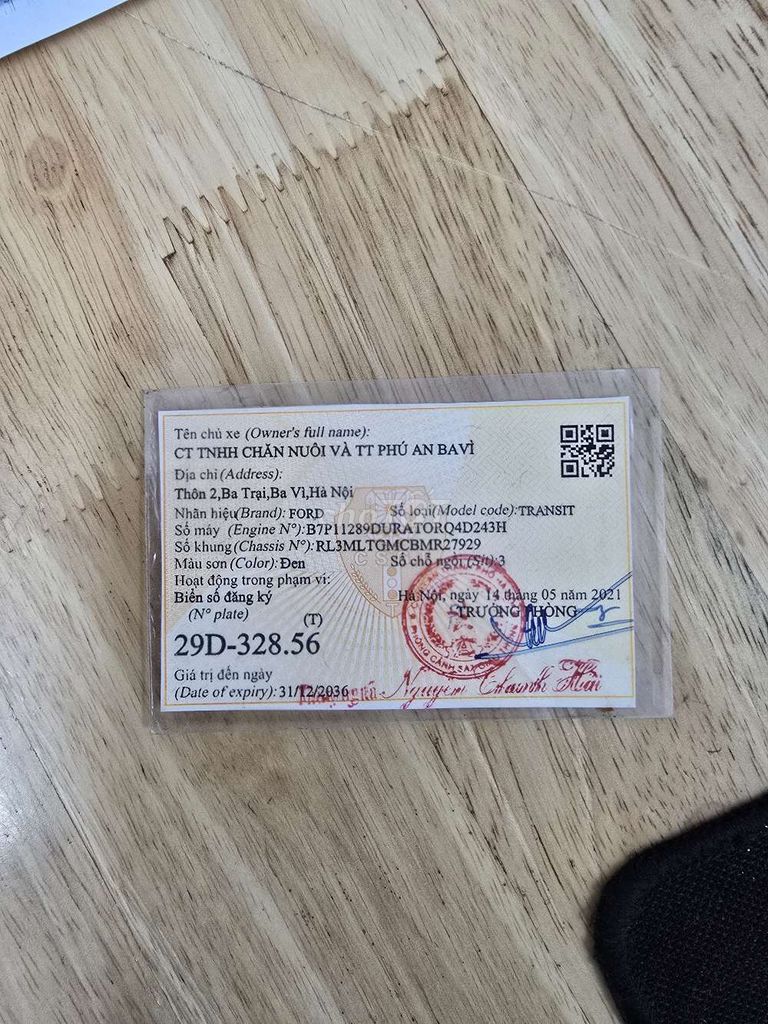 Tên chủ xe (Owner's full name):
CT TNHH CHĂN NUÔI VÀ TT PHÚ AN BAVÌ
Địa chỉ (Address):
Thôn 2,Ba Trại,Ba Vì,Hà Nội
Nhãn hiệu(Brand): FORD Số loại(Model code):TRANSIT
Số máy (Engine N°):B7P11289DURATORQ4D243H
Số khung(Chassis N°):RL3MLTGMCBMR27929
Màu sơn (Color):Đen Số chỗ ngồi (Sit):3
Hoạt động trong phạm vi:
Biển số đăng ký Hà Nội, ngày 14 tháng 05 năm 2021
(N° plate) TRƯỞNG PHÒNG
(T)
29D-328.56
Giá trị đến ngày
(Date of expiry): 31/12/2036
Nguyễn Thanh Hải